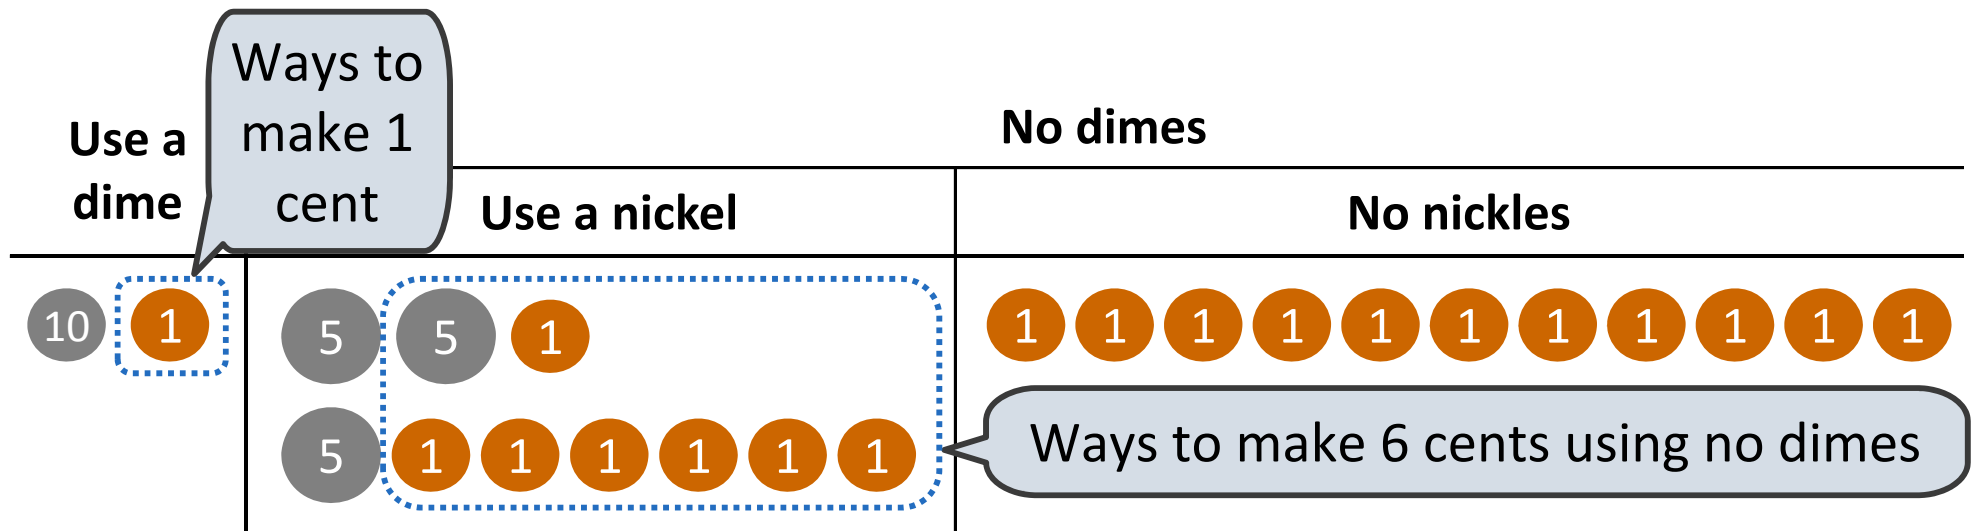 Ways to
make 1
cent
Use a
dime
No dimes
Use a nickel
No nickles
10 1
5 5 1
5 1 1 1 1 1 1
1 1 1 1 1 1 1 1 1 1 1
Ways to make 6 cents using no dimes